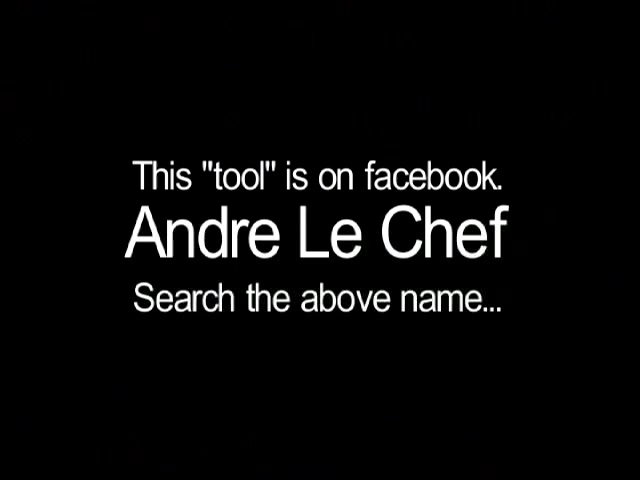 This "tool" is on facebook.
Andre Le Chef
Search the above name...